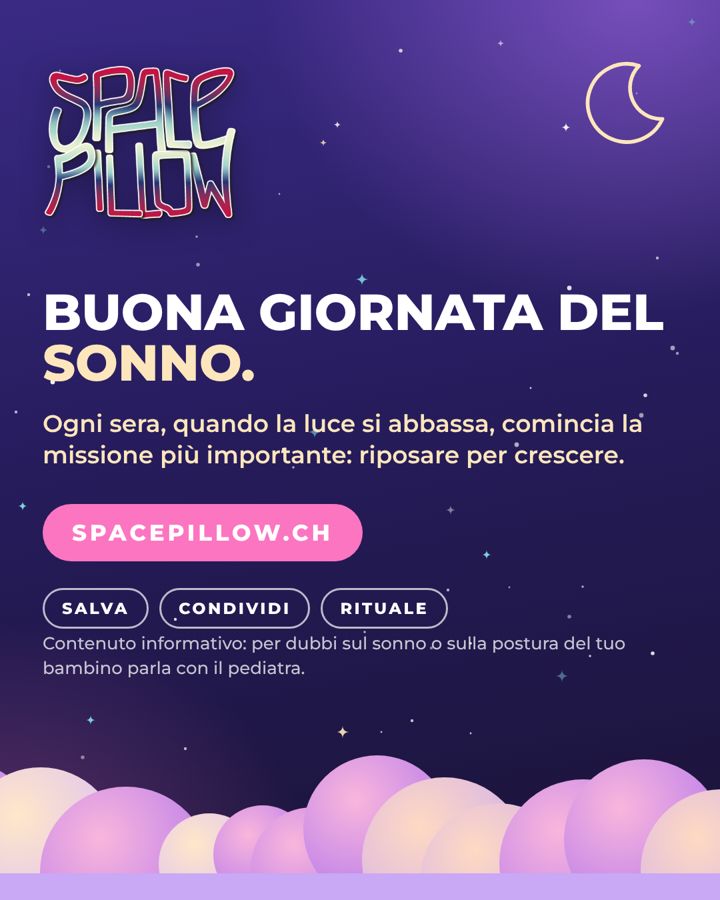 SPACE
PILLOW
BUONA GIORNATA DEL
SONNO.
Ogni sera, quando la luce si abbassa, comincia la
missione più importante: riposare per crescere.
SPACEPILLOW.CH
SALVA CONDIVIDI RITUALE
Contenuto informativo: per dubbi sul sonno o sulla postura del tuo
bambino parla con il pediatra.